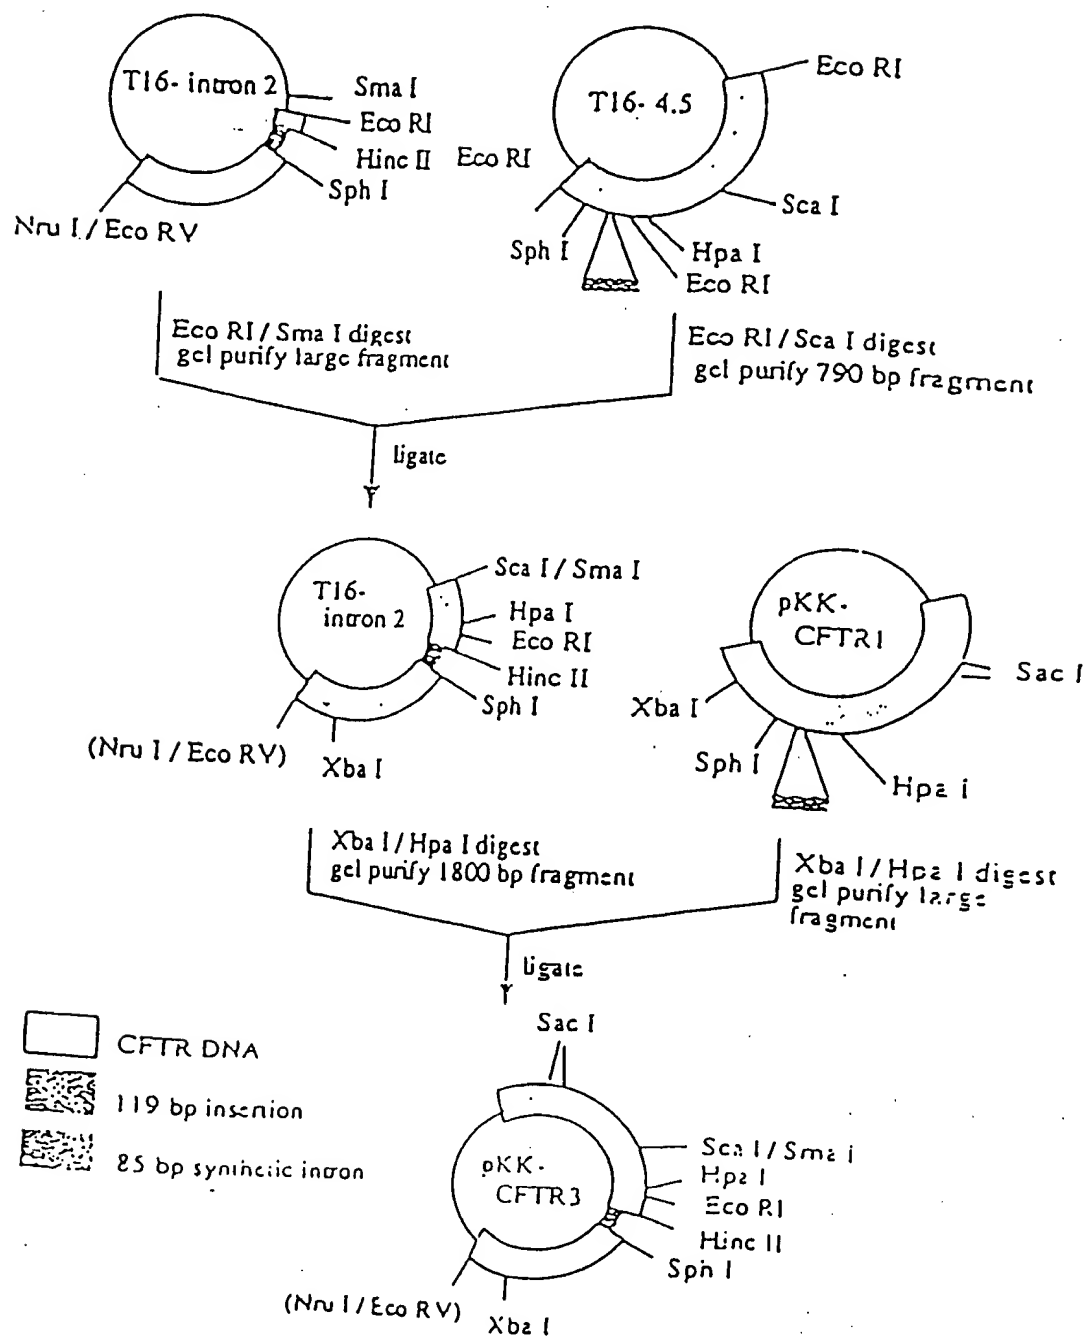 T16- intron 2
Sma I
Eco RI
Hinc II
Sph I
Nru I / Eco RV
T16- 4.5
Eco RI
Eco RI
Sca I
Sph I
Hpa I
Eco RI
Eco RI / Sma I digest
gel purify large fragment
Eco RI / Sca I digest
gel purify 790 bp fragment
ligate
T16-
intron 2
Sca I / Sma I
Hpa I
Eco RI
Hinc II
Sph I
(Nru I / Eco RV)
Xba I
pKK-
CFTR1
Sac I
Xba I
Sph I
Hpa I
Xba I / Hpa I digest
gel purify 1800 bp fragment
Xba I / Hpa I digest
gel purify large
fragment
ligate
Sac I
CFTR DNA
119 bp insertion
85 bp synthetic intron
pKK-
CFTR3
Sca I / Sma I
Hpa I
Eco RI
Hinc II
Sph I
(Nru I / Eco RV)
Xba I